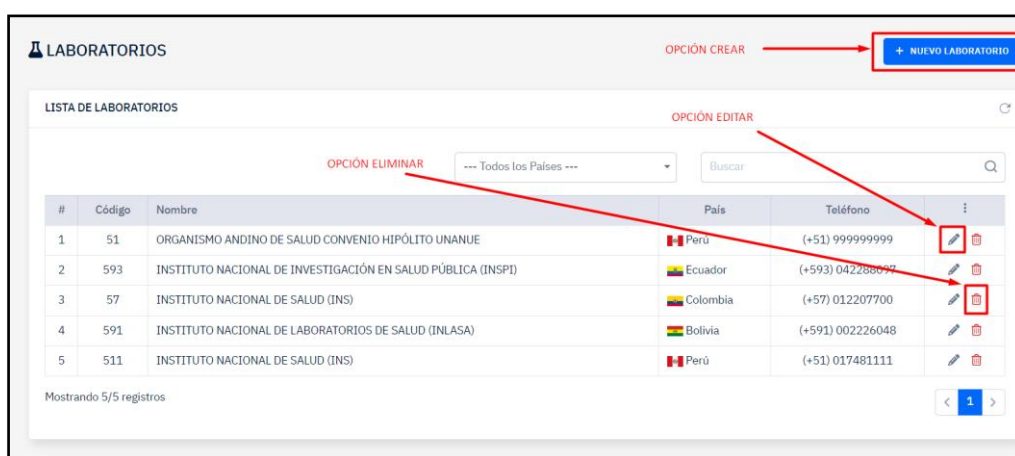 LABORATORIOS
OPCIÓN CREAR
+ NUEVO LABORATORIO
LISTA DE LABORATORIOS
OPCIÓN EDITAR
OPCIÓN ELIMINAR
--- Todos los Países ---
Buscar
# Código Nombre País Teléfono
1 51 ORGANISMO ANDINO DE SALUD CONVENIO HIPÓLITO UNANUE Perú (+51) 999999999
2 593 INSTITUTO NACIONAL DE INVESTIGACIÓN EN SALUD PÚBLICA (INSPI) Ecuador (+593) 042288097
3 57 INSTITUTO NACIONAL DE SALUD (INS) Colombia (+57) 012207700
4 591 INSTITUTO NACIONAL DE LABORATORIOS DE SALUD (INLASA) Bolivia (+591) 002226048
5 511 INSTITUTO NACIONAL DE SALUD (INS) Perú (+51) 017481111
Mostrando 5/5 registros
< 1 >